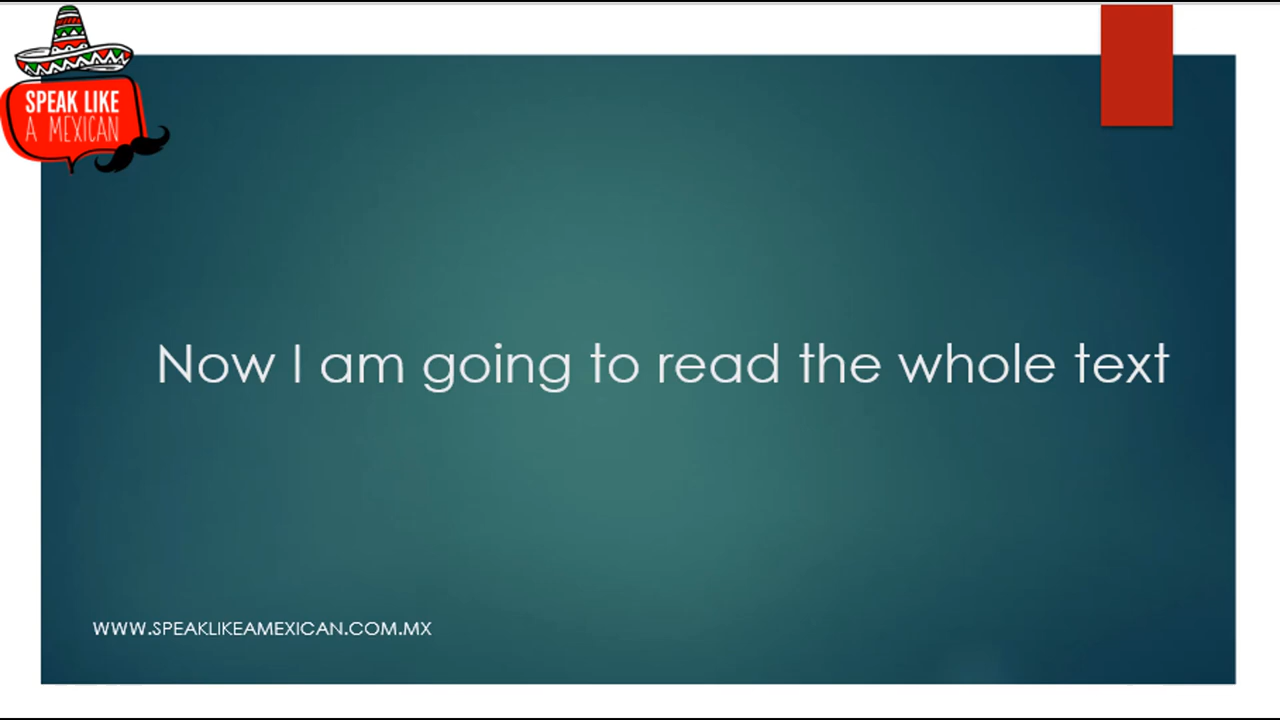 SPEAK LIKE
A MEXICAN
Now I am going to read the whole text
WWW.SPEAKLIKEAMEXICAN.COM.MX